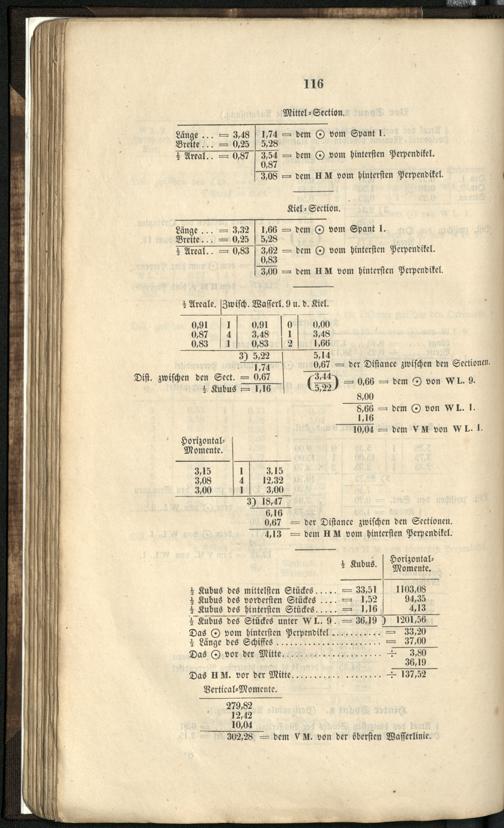 116
Mittel=Section.
Länge... = 3,48 | 1,74 = dem ⊙ vom Spant 1.
Breite... = 0,25 | 5,28
½ Areal.. = 0,87 | 3,54 = dem ⊙ vom hintersten Perpendikel.
0,87
3,08 = dem HM vom hintersten Perpendikel.
Kiel=Section.
Länge... = 3,32 | 1,66 = dem ⊙ vom Spant 1.
Breite... = 0,25 | 5,28
½ Areal.. = 0,83 | 3,62 = dem ⊙ vom hintersten Perpendikel.
0,83
3,00 = dem HM vom hintersten Perpendikel.
½ Areale. | Zwisch. Wasserl. 9 u. d. Kiel.
0,91 | 1 | 0,91 | 0 | 0,00
0,87 | 4 | 3,48 | 1 | 3,48
0,83 | 1 | 0,83 | 2 | 1,66
3) 5,22 | 5,14
1,74 | 0,67 = der Distance zwischen den Sectionen.
Dist. zwischen den Sect. = 0,67 (3,44
½ Kubus = 1,16 5,22) = 0,66 = dem ⊙ von WL. 9.
8,00
8,66 = dem ⊙ von WL. 1.
1,16
10,04 = dem VM von WL. 1.
Horizontal=
Momente.
3,15 | 1 | 3,15
3,08 | 4 | 12,32
3,00 | 1 | 3,00
3) 18,47
6,16
0,67 = der Distance zwischen den Sectionen.
4,13 = dem HM vom hintersten Perpendikel.
½ Kubus. | Horizontal=
Momente.
½ Kubus des mittelsten Stückes..... = 33,51 | 1103,08
½ Kubus des vordersten Stückes .... = 1,52 | 94,35
½ Kubus des hintersten Stückes..... = 1,16 | 4,13
½ Kubus des Stückes unter WL. 9. = 36,19 ) 1201,56
Das ⊙ vom hintersten Perpendikel........... = 33,20
½ Länge des Schiffes....................... = 37,00
Das ⊙ vor der Mitte........................ ÷ 3,80
36,19
Das HM. vor der Mitte................... ÷ 137,52
Vertical=Momente.
279,82
12,42
10,04
302,28 = dem VM. von der öbersten Wasserlinie.